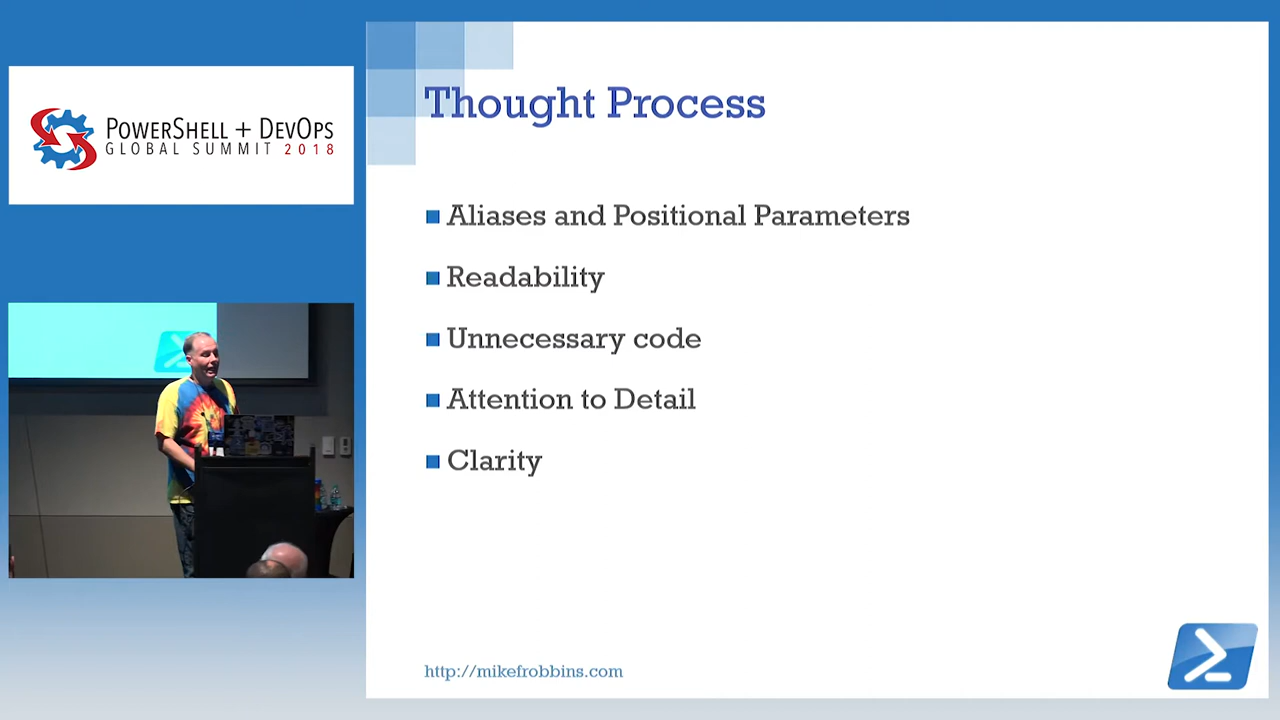 POWERSHELL + DEVOPS
GLOBAL SUMMIT 2018
Thought Process
Aliases and Positional Parameters
Readability
Unnecessary code
Attention to Detail
Clarity
http://mikefrobbins.com